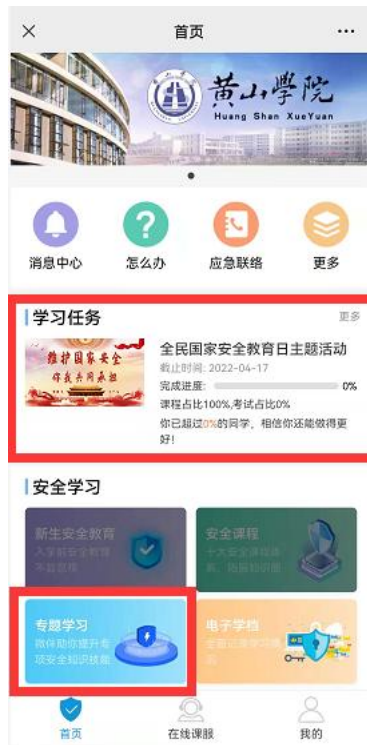 首页
黄山學院
Huang Shan XueYuan
消息中心
怎么办
应急联络
更多
学习任务
更多
维护国家安全
你我共同承担
全民国家安全教育日主题活动
截止时间: 2022-04-17
完成进度:
0%
课程占比100%,考试占比0%
你已超过0%的同学, 相信你还能做得更
好!
安全学习
新生安全教育
安全课程
专题学习
微伴助你提升专
项安全知识技能
电子学档
首页
在线课服
我的